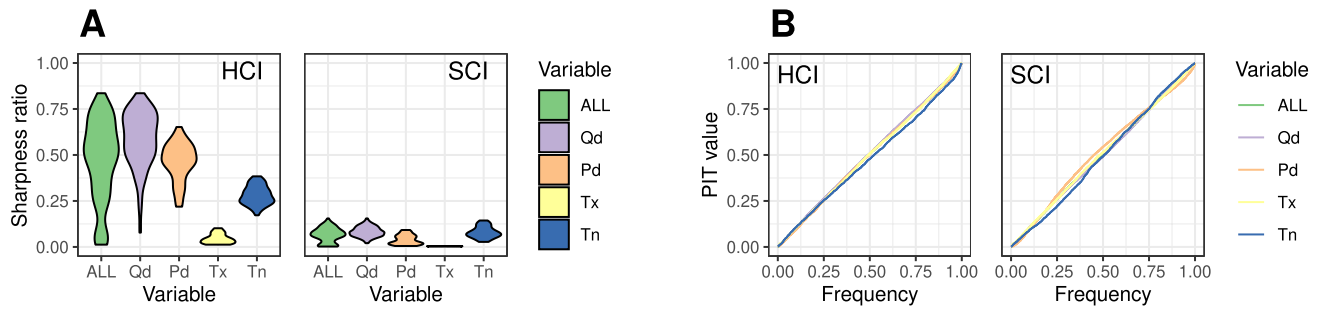 A
B
HCI
SCI
Sharpness ratio
1.00
0.75
0.50
0.25
0.00
ALL Qd Pd Tx Tn
Variable
ALL Qd Pd Tx Tn
Variable
Variable
ALL
Qd
Pd
Tx
Tn
HCI
SCI
PIT value
1.00
0.75
0.50
0.25
0.00
0.00 0.25 0.50 0.75 1.00
Frequency
0.00 0.25 0.50 0.75 1.00
Frequency
Variable
ALL
Qd
Pd
Tx
Tn